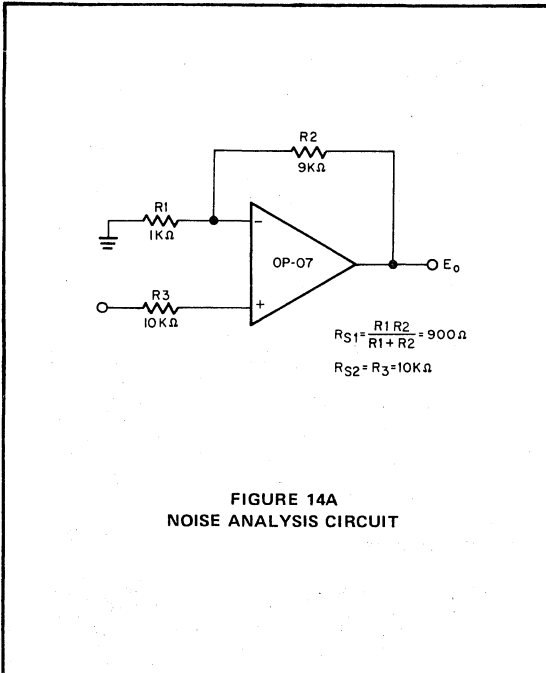 R2
9KΩ
R1
1KΩ
−
OP-07
E₀
R3
10KΩ
+
RS1 = R1 R2 / R1 + R2 = 900Ω
RS2 = R3 = 10KΩ
FIGURE 14A
NOISE ANALYSIS CIRCUIT